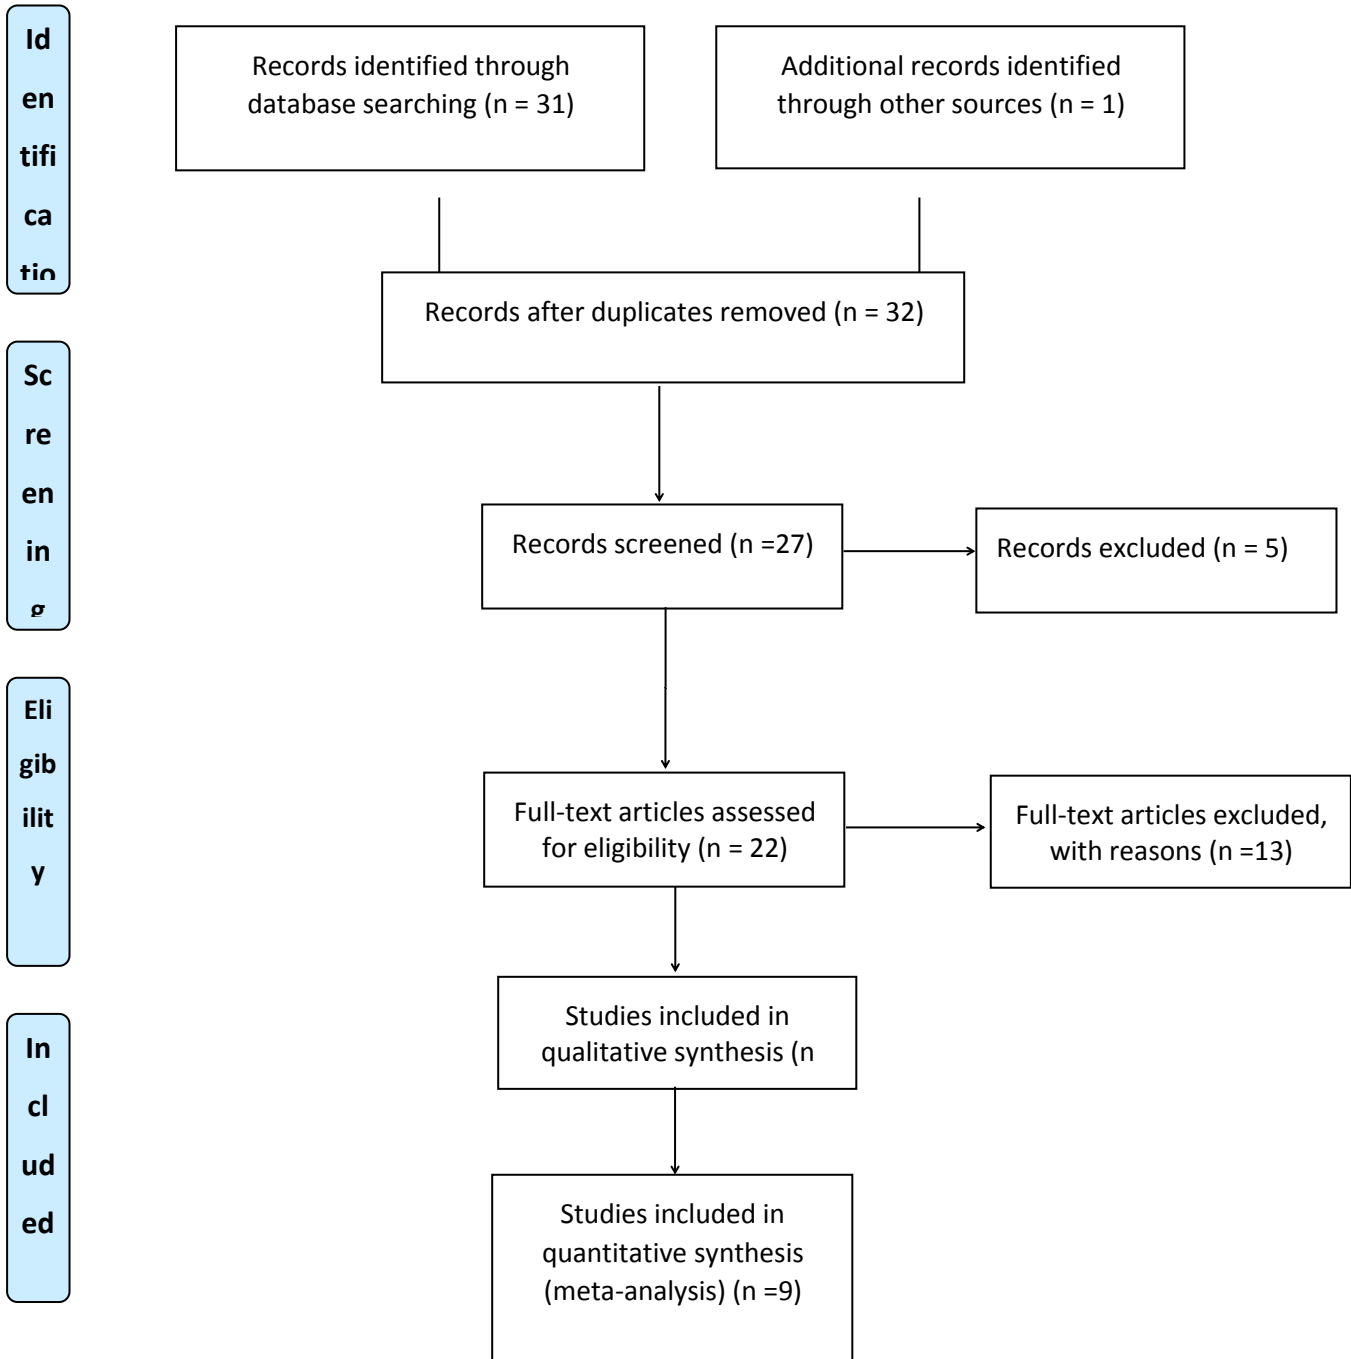 Id
en
tifi
ca
tio
Records identified through
database searching (n = 31)
Additional records identified
through other sources (n = 1)
Records after duplicates removed (n = 32)
Sc
re
en
in
g
Records screened (n =27)
Records excluded (n = 5)
Eli
gib
ilit
y
Full-text articles assessed
for eligibility (n = 22)
Full-text articles excluded,
with reasons (n =13)
In
cl
ud
ed
Studies included in
qualitative synthesis (n
Studies included in
quantitative synthesis
(meta-analysis) (n =9)